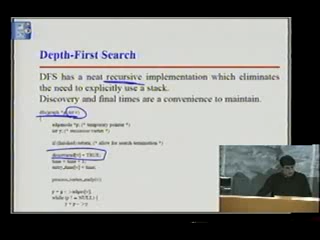 Depth-First Search
DFS has a neat recursive implementation which eliminates
the need to explicitly use a stack.
Discovery and final times are a convenience to maintain.
dfs(graph *g, int v)
edgenode *p; /* temporary pointer */
int y; /* successor vertex */
if (finished) return; /* allow for search termination */
discovered[v] = TRUE;
time = time + 1;
entry_time[v] = time;
process_vertex_early(v);
p = g->edges[v];
while (p != NULL) {
y = p->y;